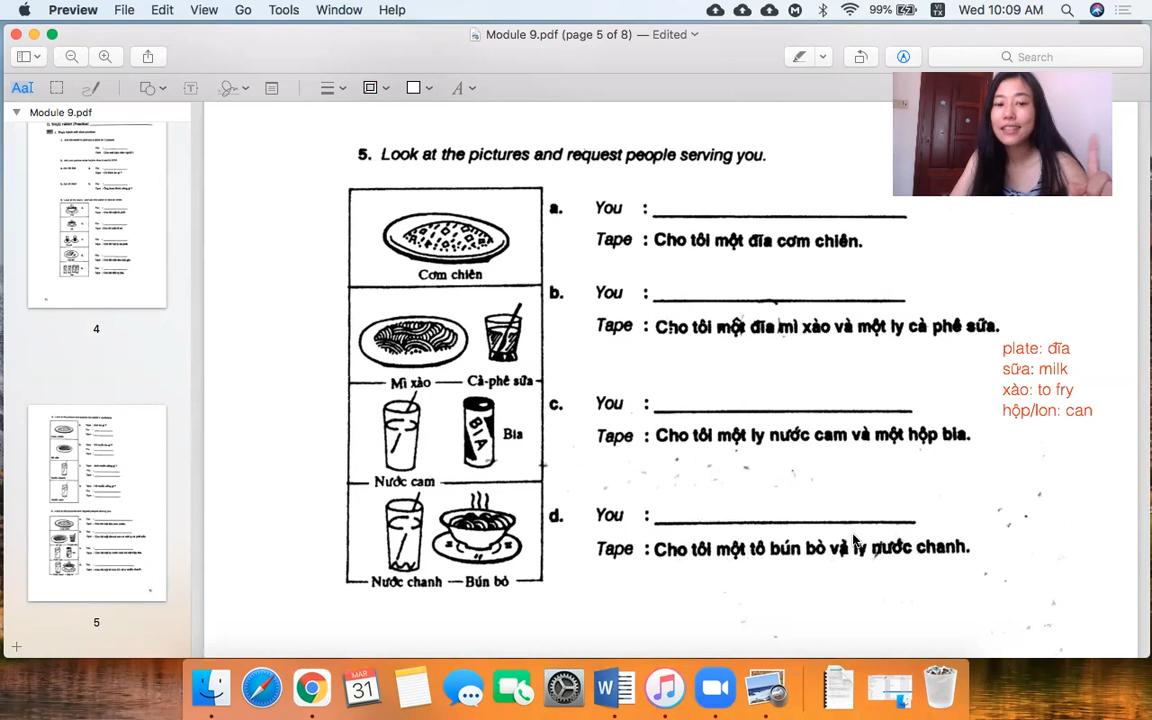 Preview File Edit View Go Tools Window Help 99% Wed 10:09 AM
Module 9.pdf (page 5 of 8) — Edited
Search
Module 9.pdf
4
5
5. Look at the pictures and request people serving you.
Cơm chiên
a. You : 
Tape : Cho tôi một đĩa cơm chiên.
Mì xào Cà-phê sữa
b. You : 
Tape : Cho tôi một đĩa mì xào và một ly cà phê sữa.
plate: đĩa
sữa: milk
xào: to fry
hộp/lon: can
BIA
Bia
Nước cam
c. You : 
Tape : Cho tôi một ly nước cam và một hộp bia.
Nước chanh Bún bò
d. You : 
Tape : Cho tôi một tô bún bò và ly nước chanh.
MAR
31